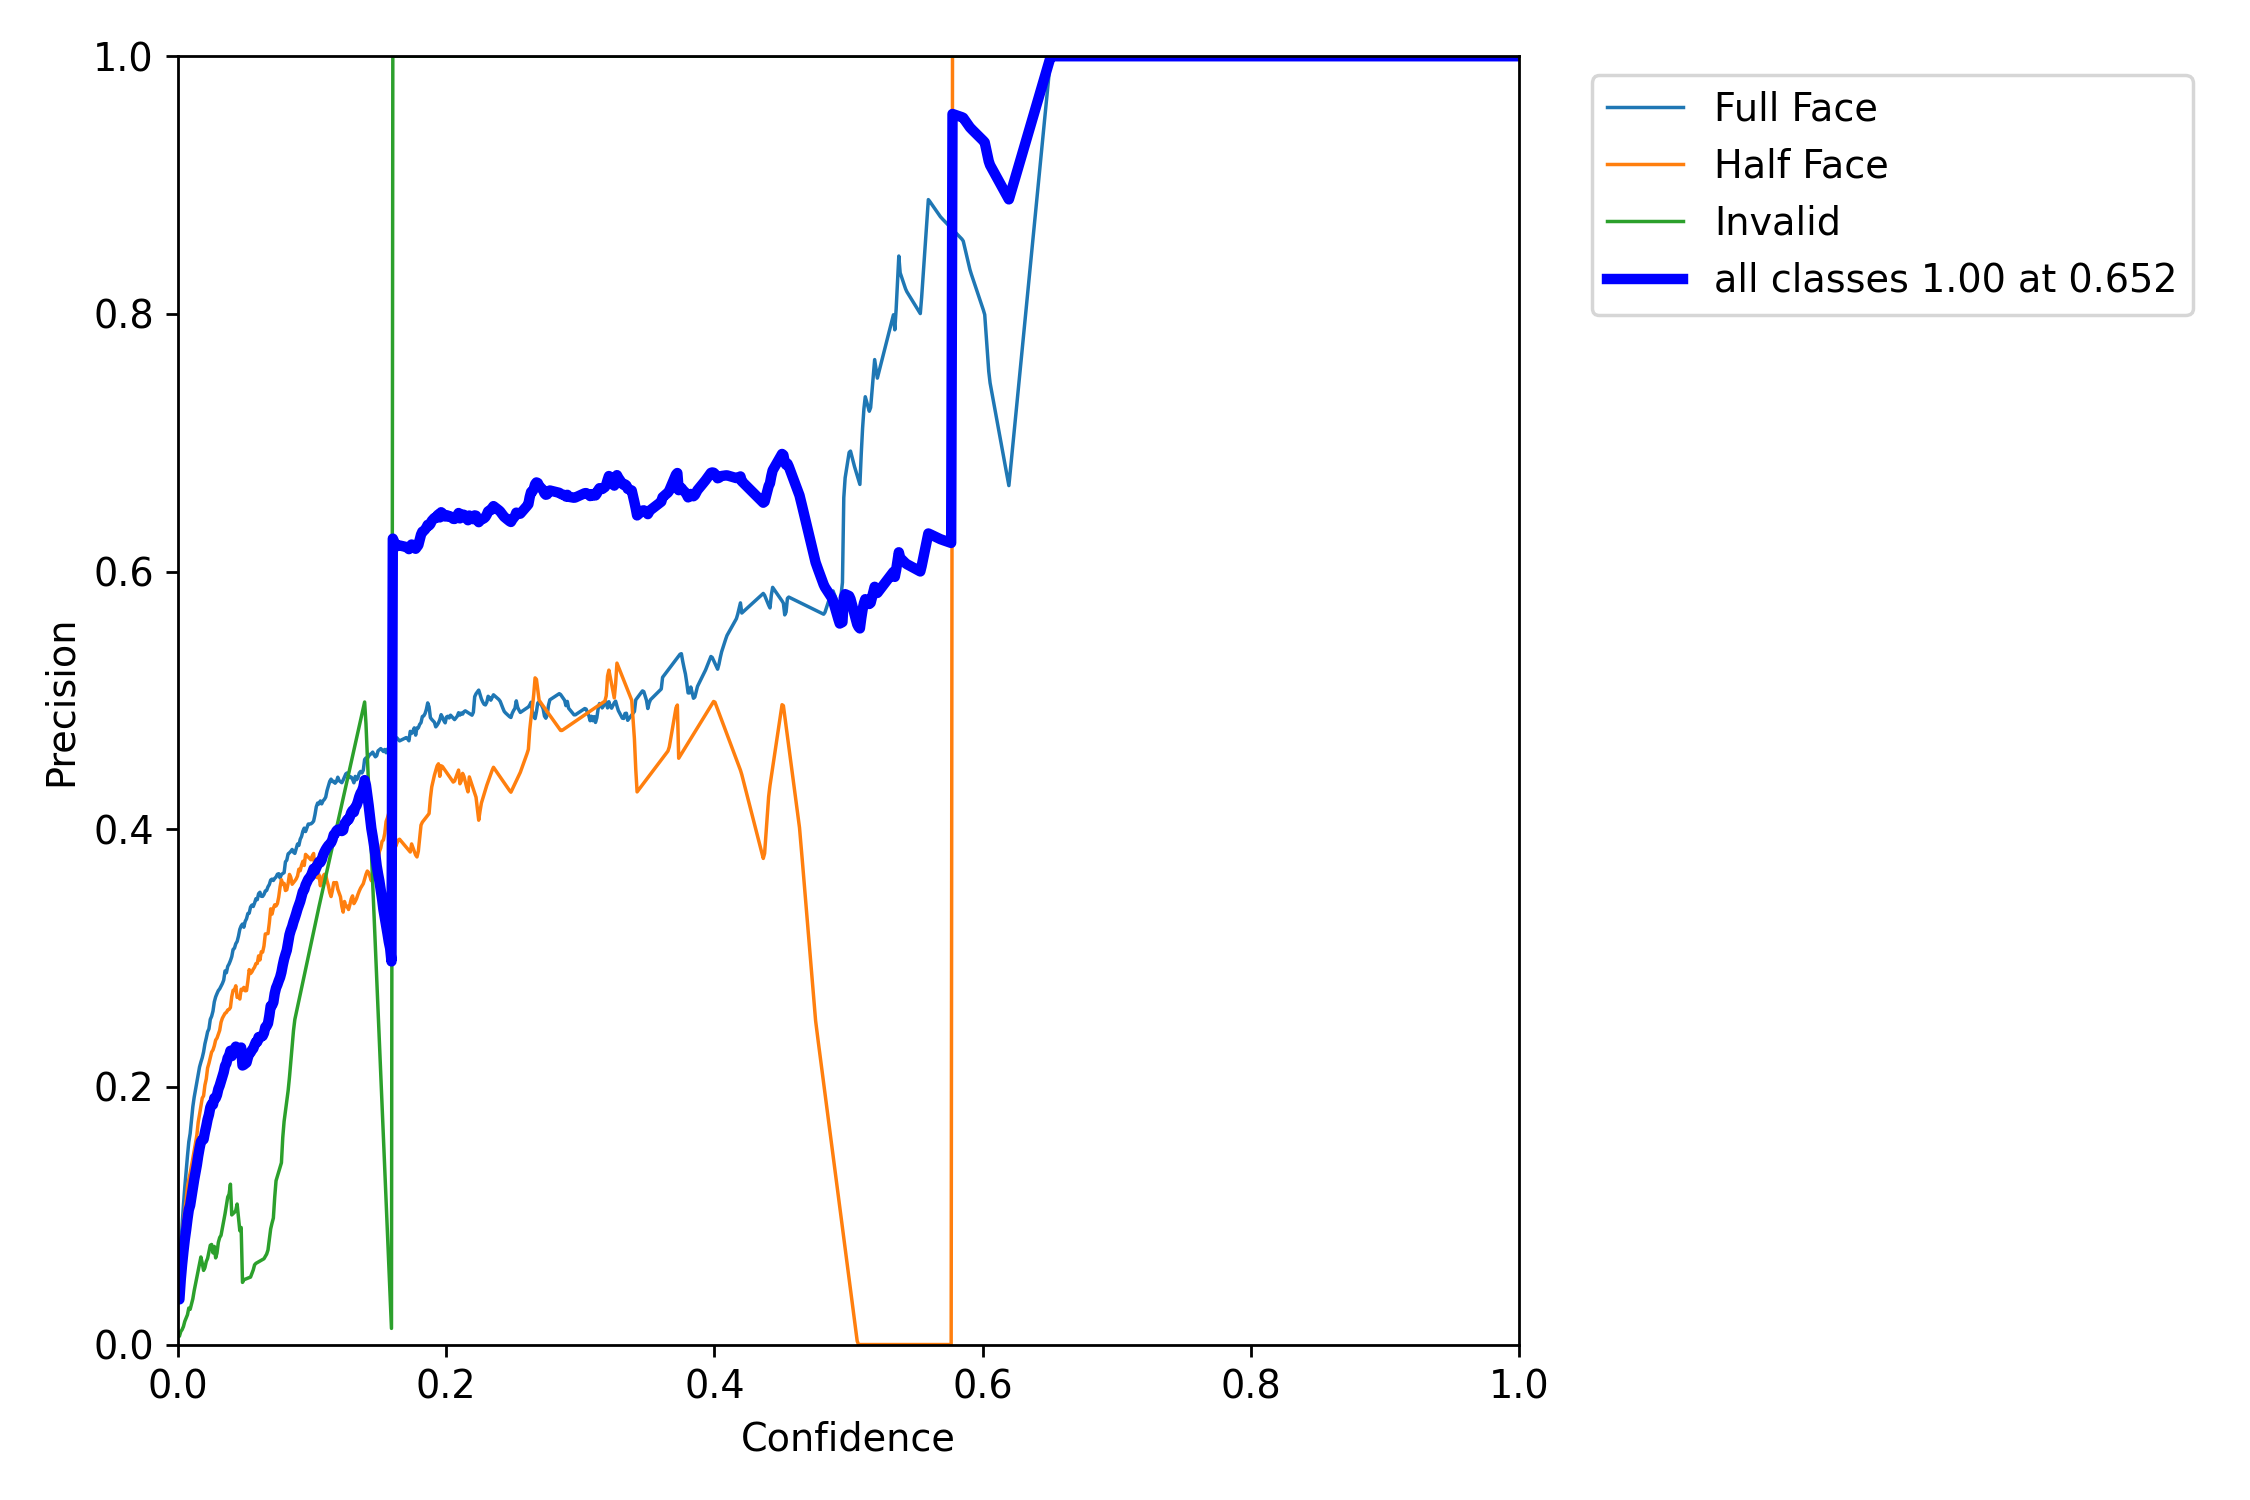 1.0
0.8
0.6
0.4
0.2
0.0
Precision
0.0 0.2 0.4 0.6 0.8 1.0
Confidence
Full Face
Half Face
Invalid
all classes 1.00 at 0.652